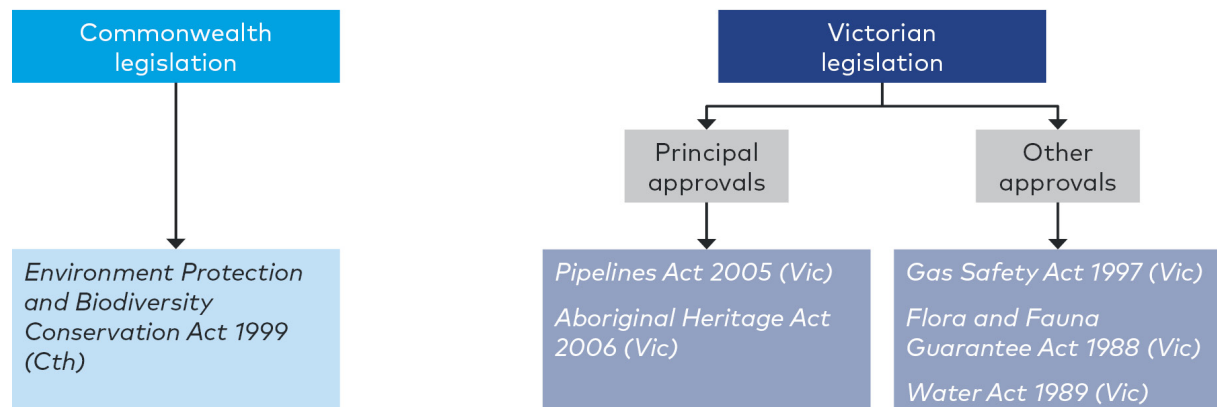 Commonwealth
legislation
Victorian
legislation
Principal
approvals
Other
approvals
Environment Protection
and Biodiversity
Conservation Act 1999
(Cth)
Pipelines Act 2005 (Vic)
Aboriginal Heritage Act
2006 (Vic)
Gas Safety Act 1997 (Vic)
Flora and Fauna
Guarantee Act 1988 (Vic)
Water Act 1989 (Vic)